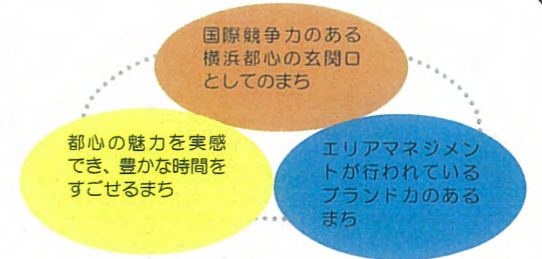 国際競争力のある
横浜都心の玄関口
としてのまち
都心の魅力を実感
でき、豊かな時間を
すごせるまち
エリアマネジメン
トが行われている
ブランド力のある
まち